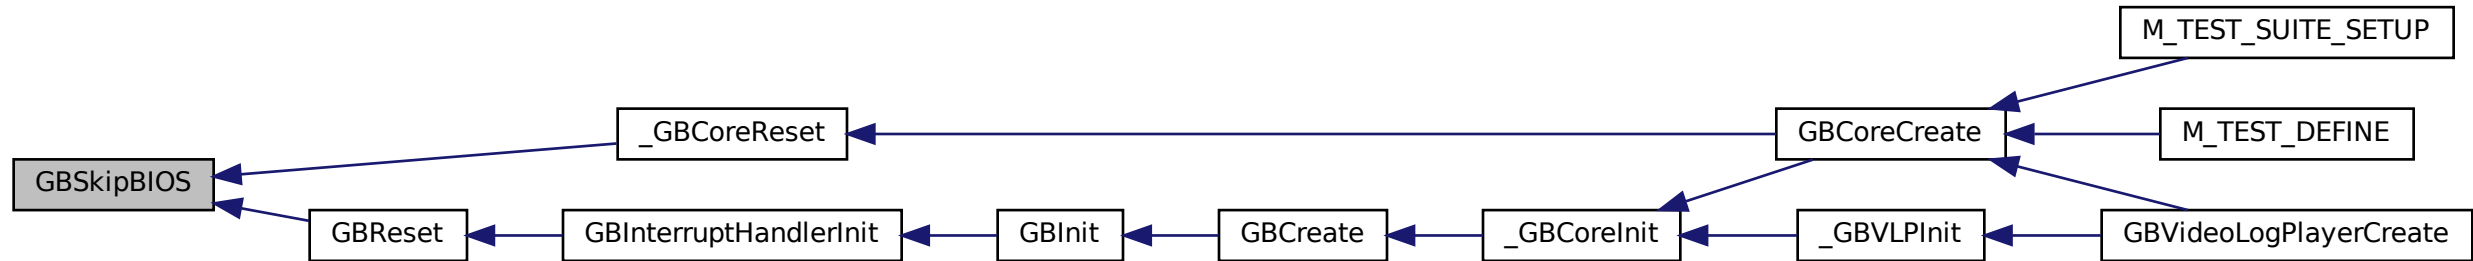 M_TEST_SUITE_SETUP
_GBCoreReset
GBCoreCreate
M_TEST_DEFINE
GBSkipBIOS
GBReset
GBInterruptHandlerInit
GBInit
GBCreate
_GBCoreInit
_GBVLPInit
GBVideoLogPlayerCreate